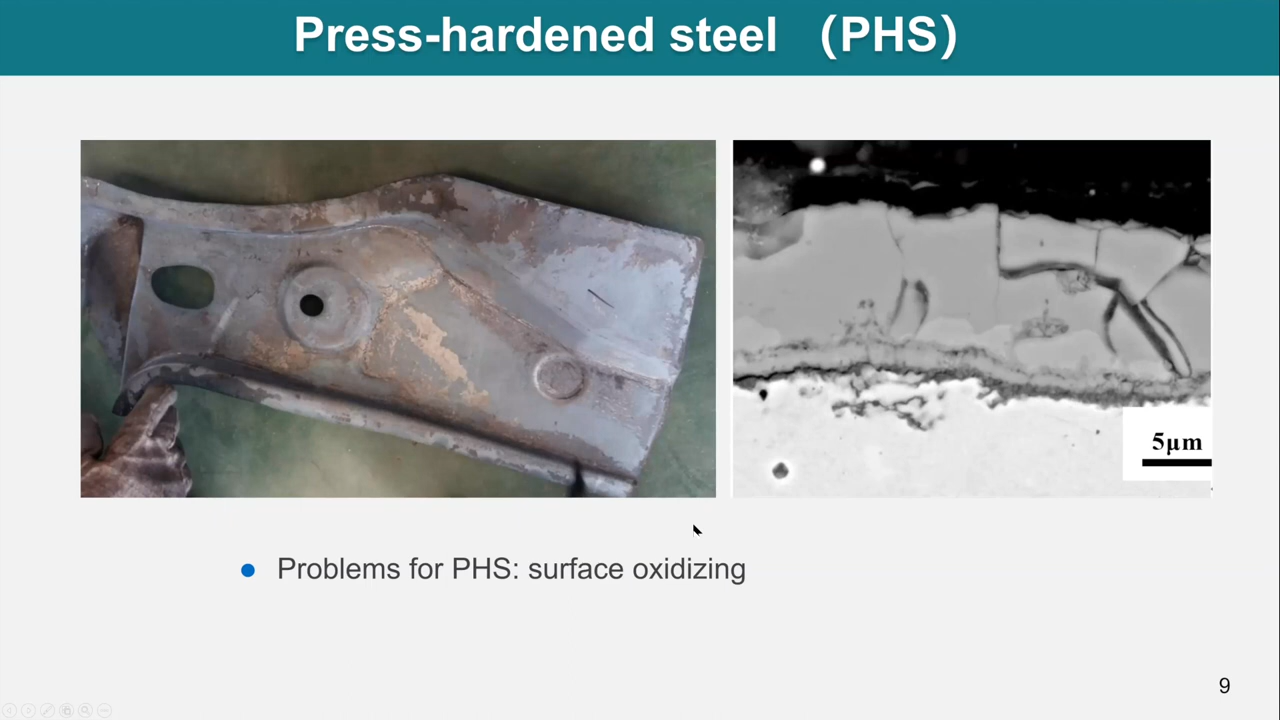 Press-hardened steel （PHS）
5μm
Problems for PHS: surface oxidizing
9